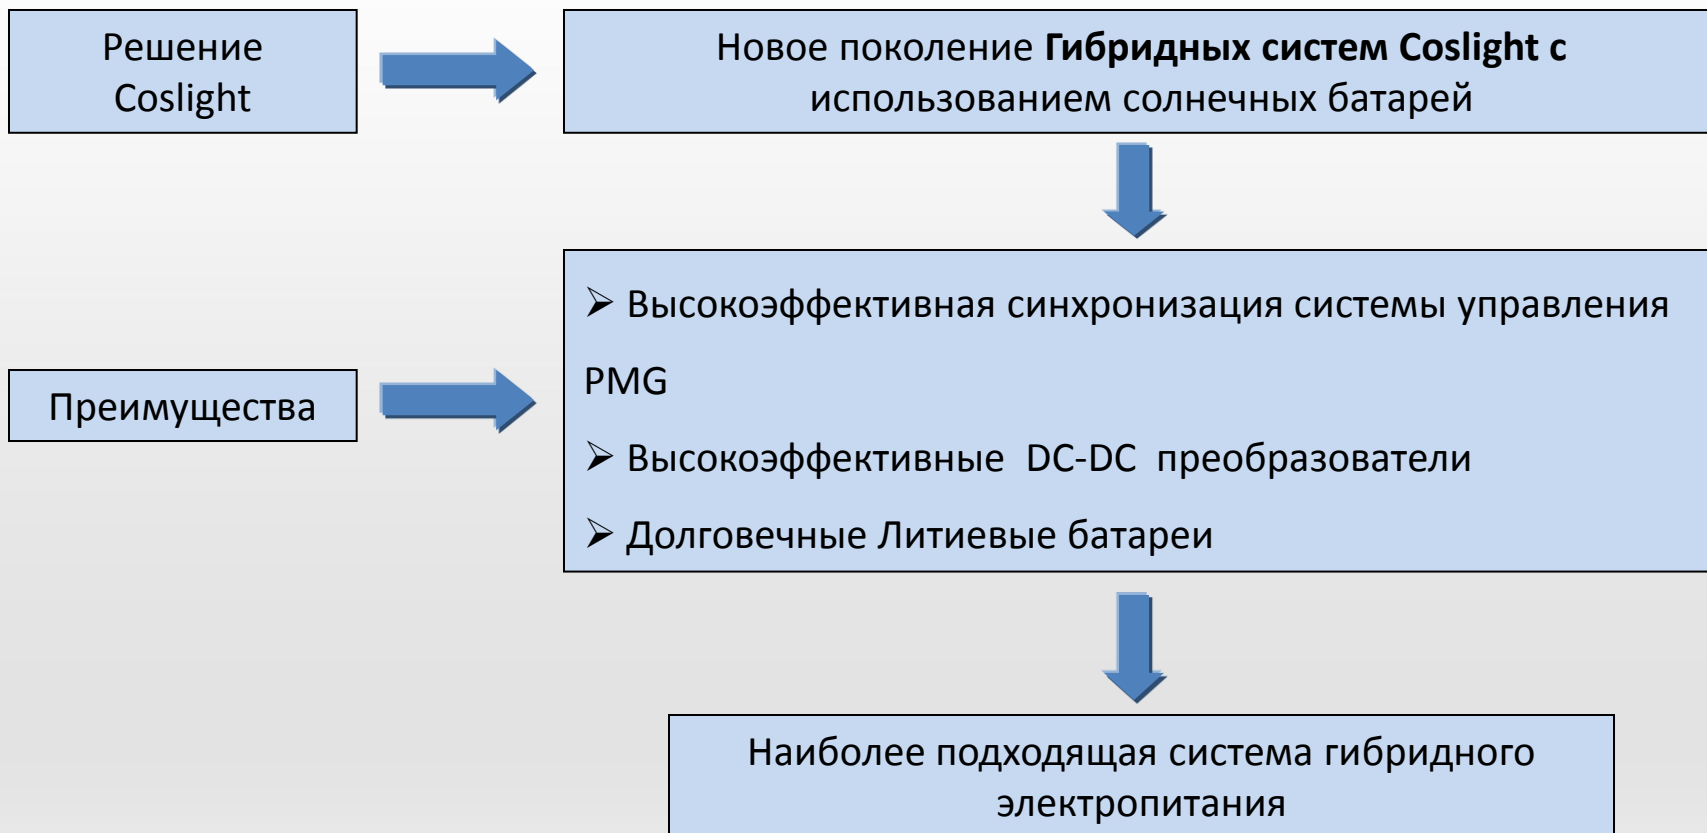 Решение
Coslight
Новое поколение Гибридных систем Coslight с
использованием солнечных батарей
Преимущества
➢ Высокоэффективная синхронизация системы управления
PMG
➢ Высокоэффективные DC-DC преобразователи
➢ Долговечные Литиевые батареи
Наиболее подходящая система гибридного
электропитания